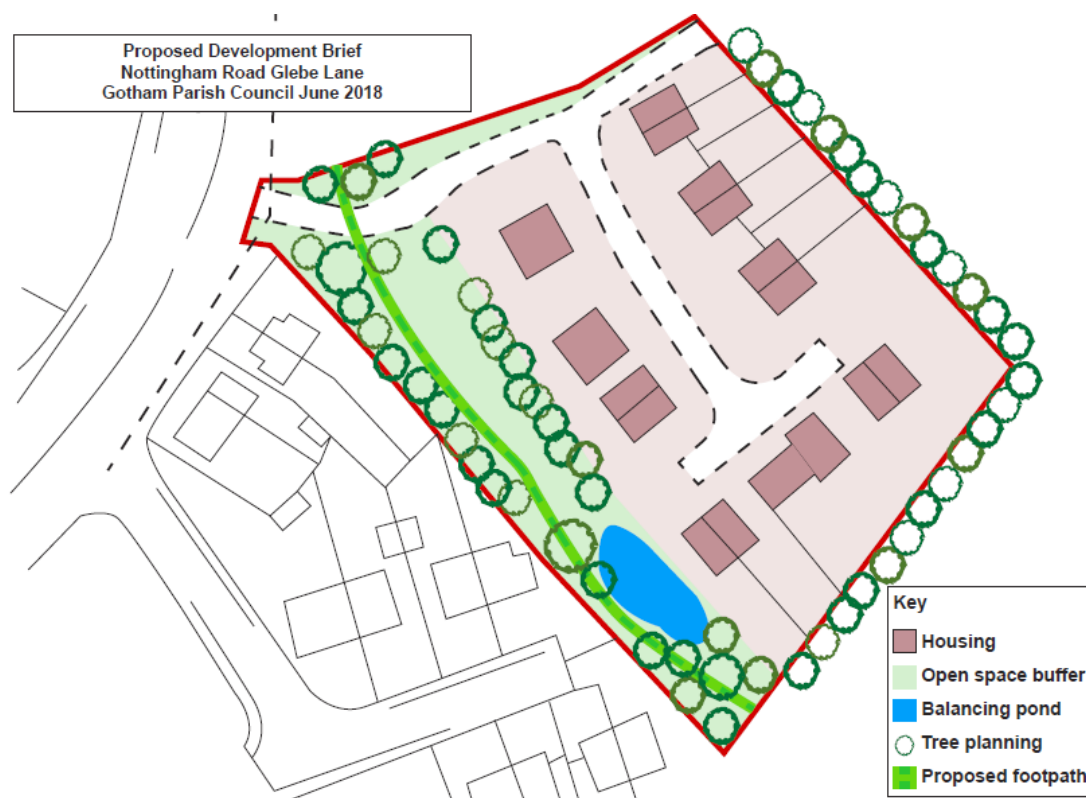 Proposed Development Brief
Nottingham Road Glebe Lane
Gotham Parish Council June 2018
Key
Housing
Open space buffer
Balancing pond
Tree planning
Proposed footpath